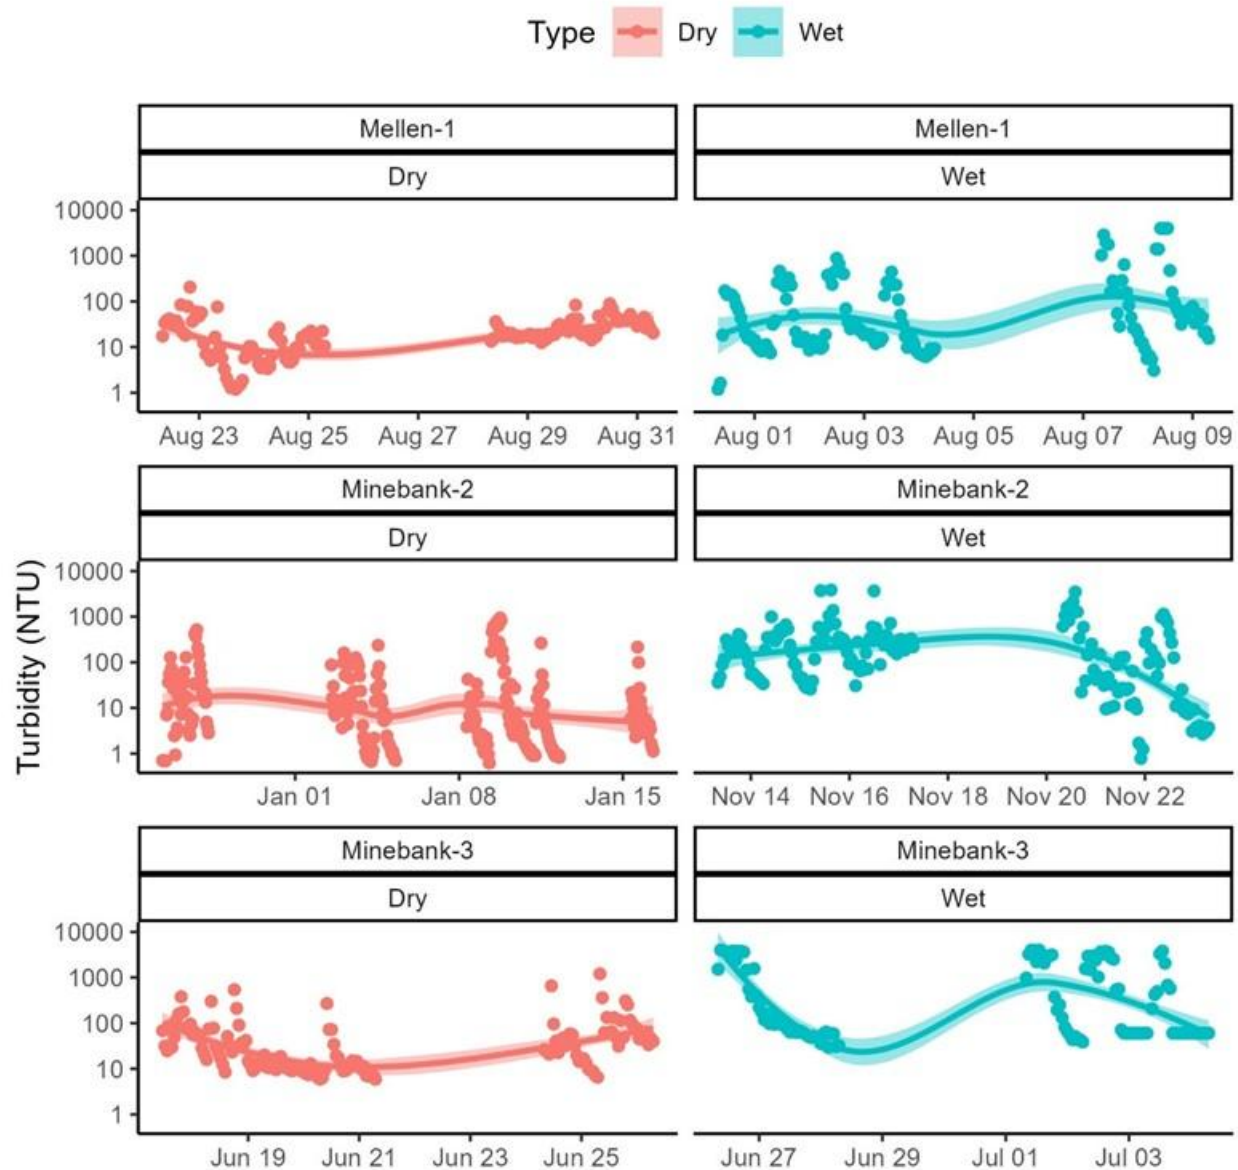 Type Dry Wet
Mellen-1 Mellen-1
Dry Wet
10000
1000
100
10
1
Aug 23 Aug 25 Aug 27 Aug 29 Aug 31 Aug 01 Aug 03 Aug 05 Aug 07 Aug 09
Minebank-2 Minebank-2
Dry Wet
Turbidity (NTU)
10000
1000
100
10
1
Jan 01 Jan 08 Jan 15 Nov 14 Nov 16 Nov 18 Nov 20 Nov 22
Minebank-3 Minebank-3
Dry Wet
10000
1000
100
10
1
Jun 19 Jun 21 Jun 23 Jun 25 Jun 27 Jun 29 Jul 01 Jul 03